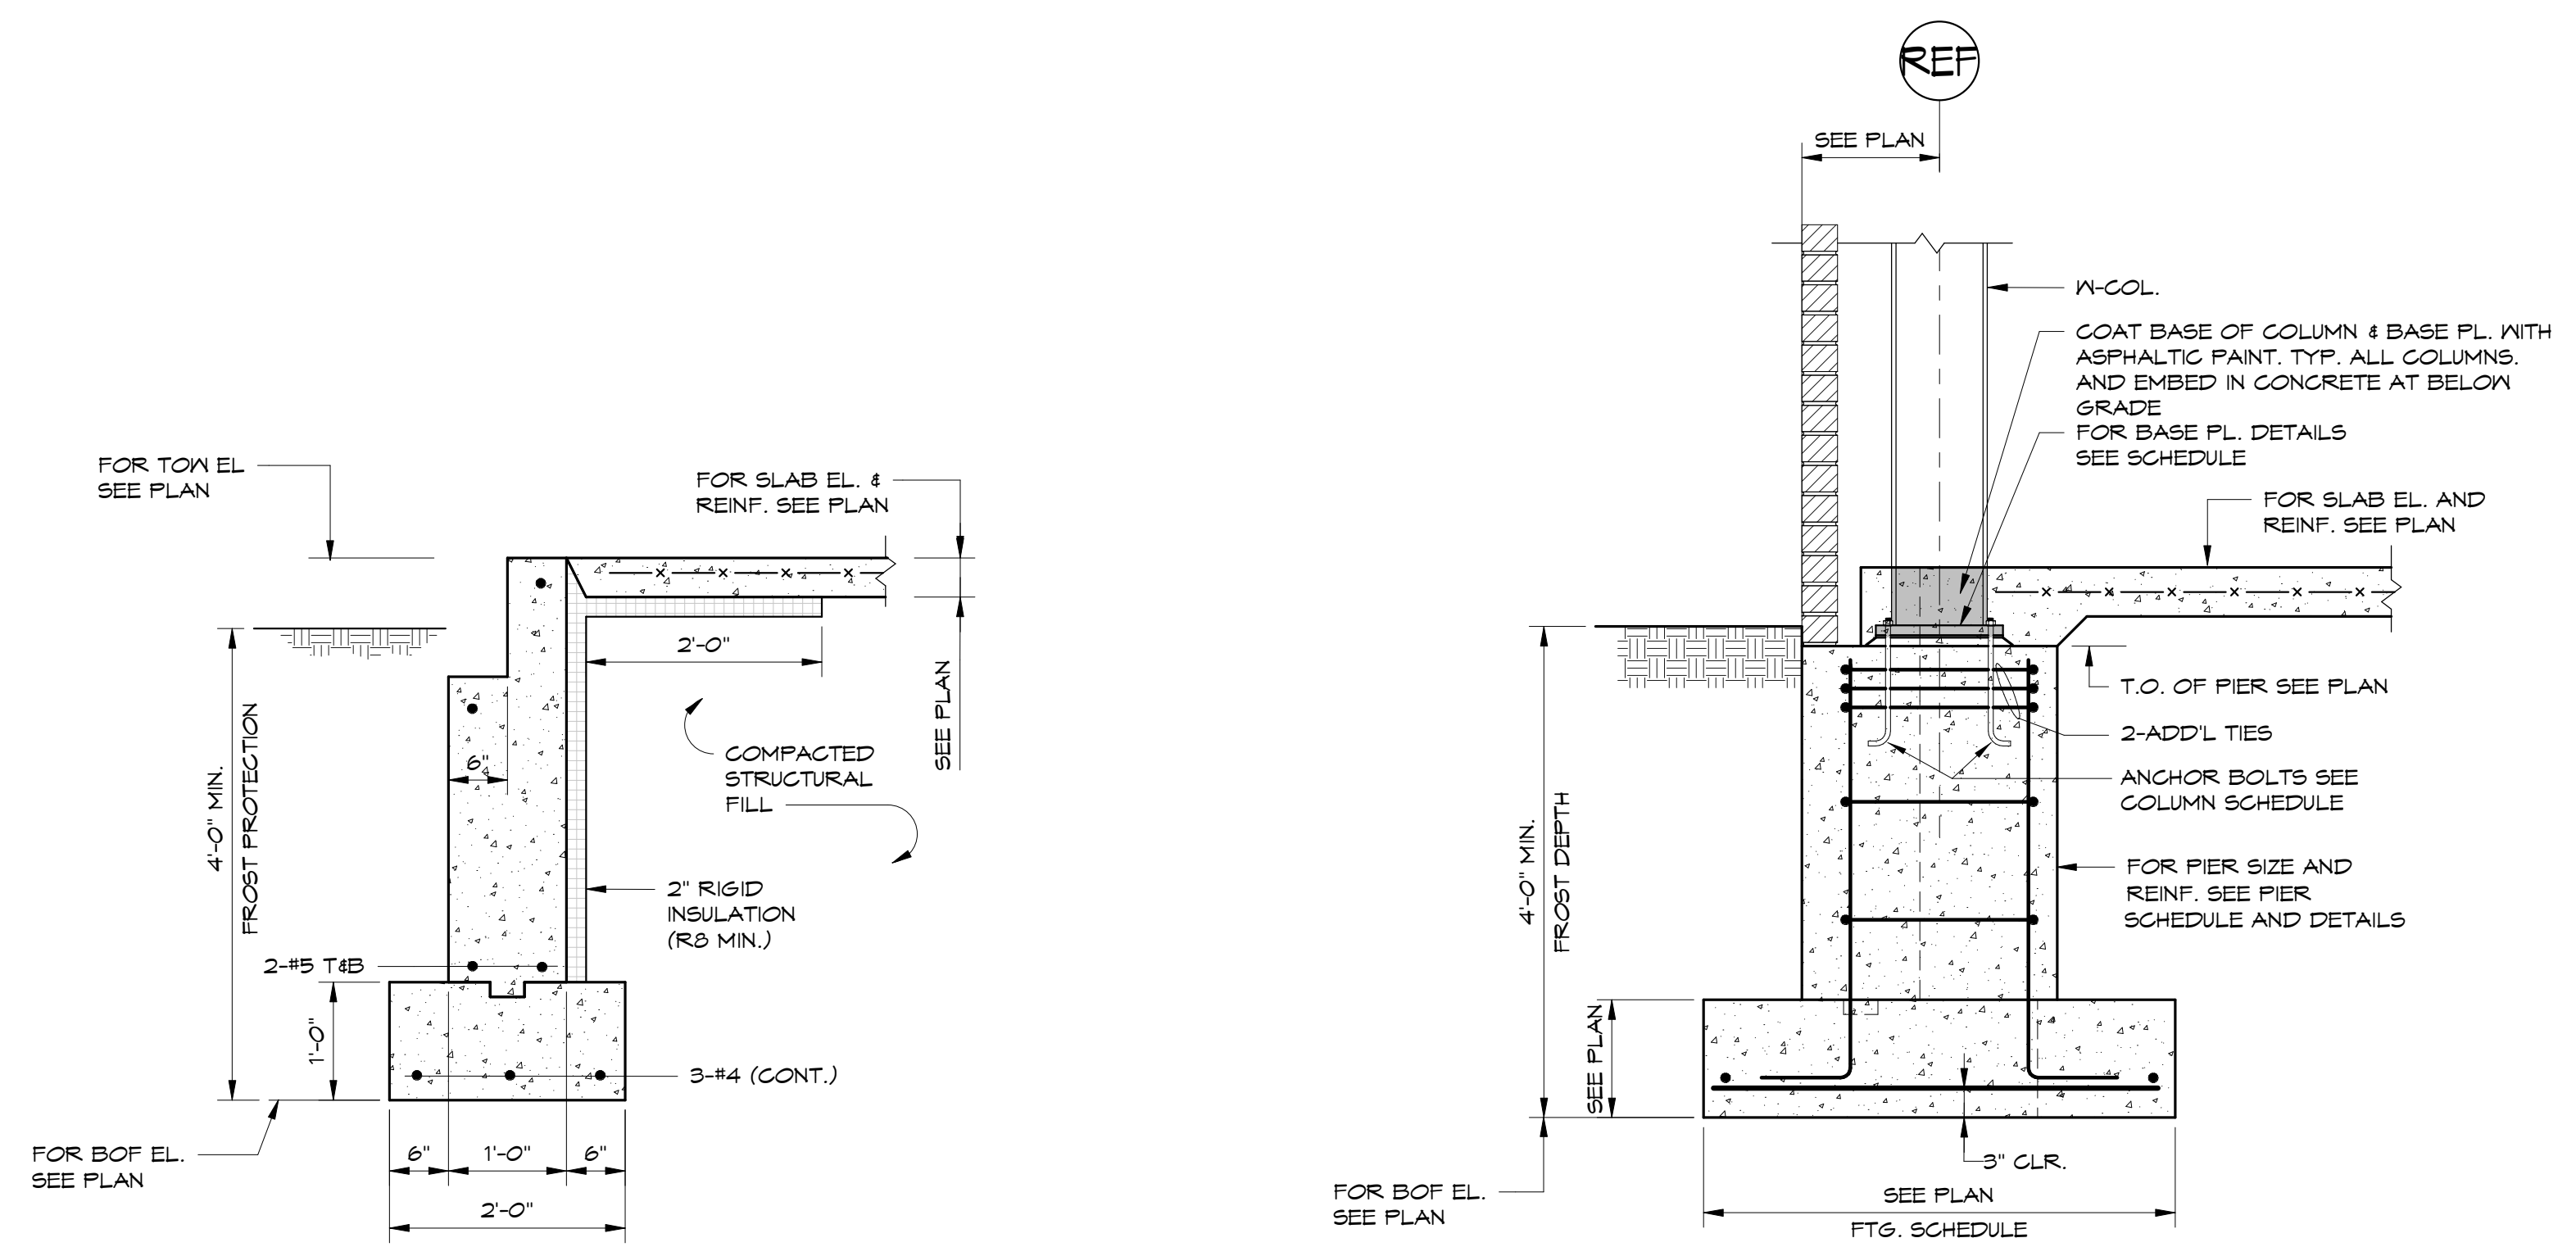 FOR TOW EL
SEE PLAN
FOR SLAB EL. &
REINF. SEE PLAN
2'-0"
SEE PLAN
4'-0" MIN.
FROST PROTECTION
6"
COMPACTED
STRUCTURAL
FILL
2" RIGID
INSULATION
(R8 MIN.)
2-#5 T&B
1'-0"
3-#4 (CONT.)
FOR BOF EL.
SEE PLAN
6"
1'-0"
6"
2'-0"
REF
SEE PLAN
W-COL.
COAT BASE OF COLUMN & BASE PL. WITH
ASPHALTIC PAINT. TYP. ALL COLUMNS.
AND EMBED IN CONCRETE AT BELOW
GRADE
FOR BASE PL. DETAILS
SEE SCHEDULE
FOR SLAB EL. AND
REINF. SEE PLAN
T.O. OF PIER SEE PLAN
2-ADD'L TIES
ANCHOR BOLTS SEE
COLUMN SCHEDULE
4'-0" MIN.
FROST DEPTH
FOR PIER SIZE AND
REINF. SEE PIER
SCHEDULE AND DETAILS
SEE PLAN
3" CLR.
FOR BOF EL.
SEE PLAN
SEE PLAN
FTG. SCHEDULE